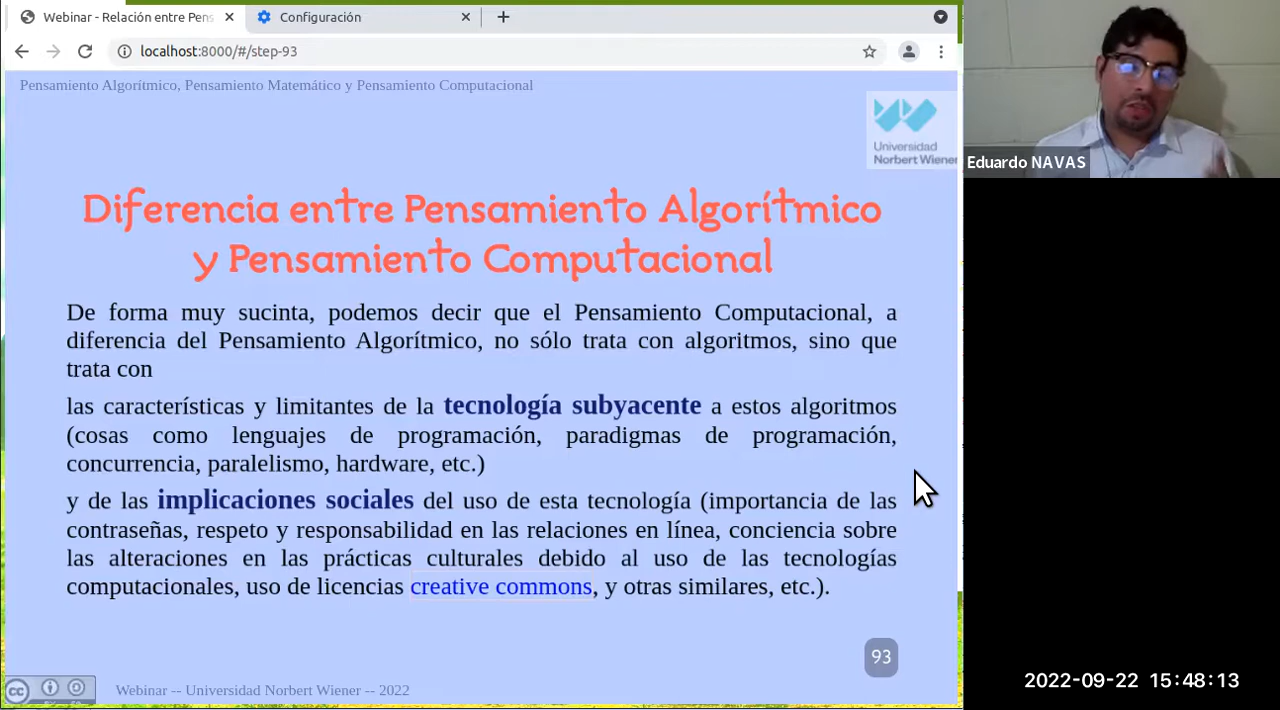 Webinar - Relación entre Pens
Configuración
localhost:8000/#/step-93
Pensamiento Algorítmico, Pensamiento Matemático y Pensamiento Computacional
Universidad
Norbert Wiener
Eduardo NAVAS
Diferencia entre Pensamiento Algorítmico
y Pensamiento Computacional
De forma muy sucinta, podemos decir que el Pensamiento Computacional, a
diferencia del Pensamiento Algorítmico, no sólo trata con algoritmos, sino que
trata con
las características y limitantes de la tecnología subyacente a estos algoritmos
(cosas como lenguajes de programación, paradigmas de programación,
concurrencia, paralelismo, hardware, etc.)
y de las implicaciones sociales del uso de esta tecnología (importancia de las
contraseñas, respeto y responsabilidad en las relaciones en línea, conciencia sobre
las alteraciones en las prácticas culturales debido al uso de las tecnologías
computacionales, uso de licencias creative commons, y otras similares, etc.).
93
cc
Webinar -- Universidad Norbert Wiener -- 2022
2022-09-22 15:48:13